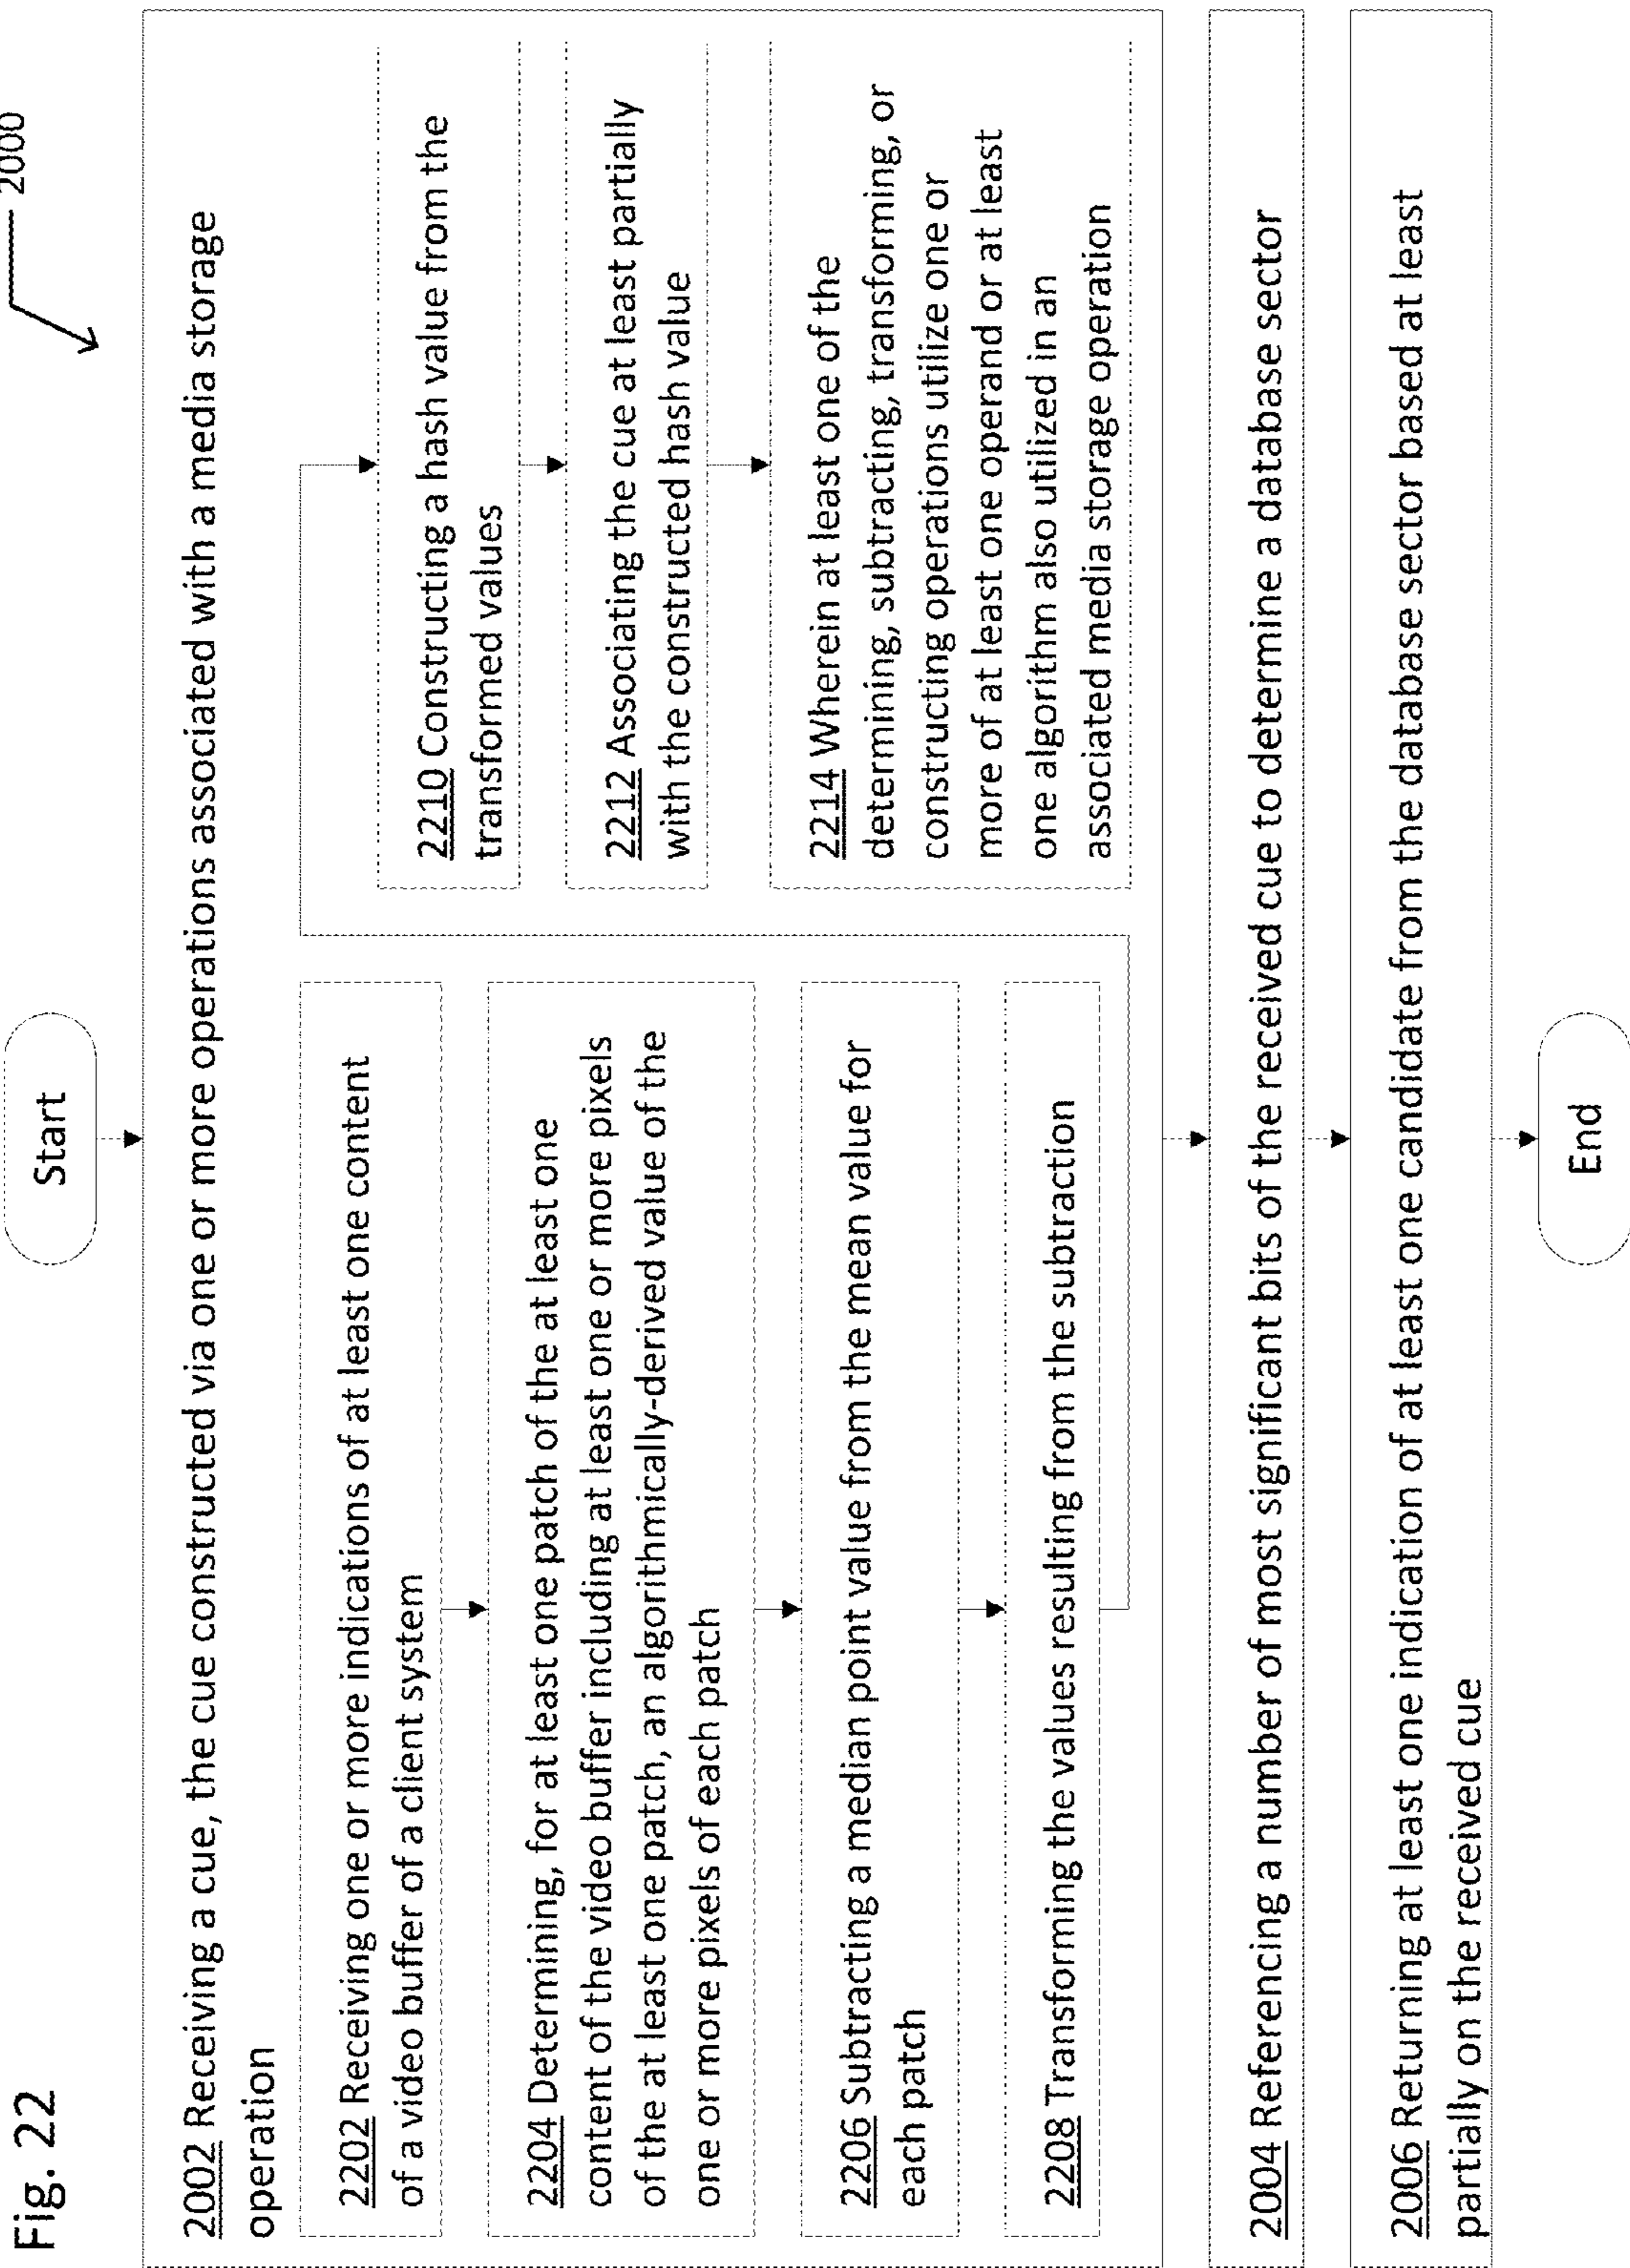 Fig. 22
2000
Start
2002 Receiving a cue, the cue constructed via one or more operations associated with a media storage
operation
2202 Receiving one or more indications of at least one content
of a video buffer of a client system
2204 Determining, for at least one patch of the at least one
content of the video buffer including at least one or more pixels
of the at least one patch, an algorithmically-derived value of the
one or more pixels of each patch
2206 Subtracting a median point value from the mean value for
each patch
2208 Transforming the values resulting from the subtraction
2210 Constructing a hash value from the
transformed values
2212 Associating the cue at least partially
with the constructed hash value
2214 Wherein at least one of the
determining, subtracting, transforming, or
constructing operations utilize one or
more of at least one operand or at least
one algorithm also utilized in an
associated media storage operation
2004 Referencing a number of most significant bits of the received cue to determine a database sector
2006 Returning at least one indication of at least one candidate from the database sector based at least
partially on the received cue
End